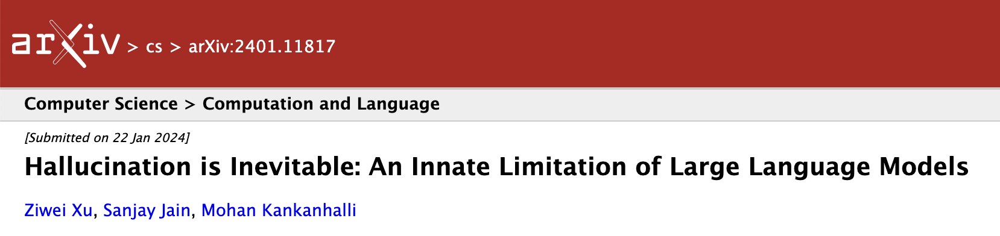 arXiv > cs > arXiv:2401.11817
Computer Science > Computation and Language
[Submitted on 22 Jan 2024]
Hallucination is Inevitable: An Innate Limitation of Large Language Models
Ziwei Xu, Sanjay Jain, Mohan Kankanhalli